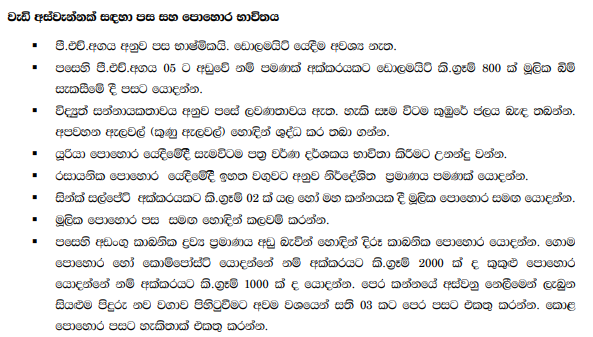 වැඩි අස්වැන්නක් සඳහා පස සහ පොහොර භාවිතය
▪ පී.එච්.අගය අනුව පස භාෂ්මිකයි. ඩොලමයිට් යෙදීම අවශ්‍ය නැත.
▪ පසෙහි පී.එච්.අගය 05 ට අඩුවේ නම් පමණක් අක්කරයකට ඩොලමයිට් කි.ග්‍රෑම් 800 ක් මූලික බිම්
සැකසීමේ දී පසට යොදන්න.
▪ විද්‍යුත් සන්නායකතාවය අනුව පසේ ලවණතාවය ඇත. හැකි සෑම විටම කුඹුරේ ජලය බැඳ තබන්න.
අපවහන ඇලවල් (කුණු ඇලවල්) හොඳින් ශුද්ධ කර තබා ගන්න.
▪ යූරියා පොහොර යෙදීමේදී සැමවිටම පත්‍ර වර්ණ දර්ශකය භාවිතා කිරීමට උනන්දු වන්න.
▪ රසායනික පොහොර යෙදීමේදී ඉහත වගුවට අනුව නිර්දේශිත ප්‍රමාණය පමණක් යොදන්න.
▪ සින්ක් සල්පේට් අක්කරයකට කි.ග්‍රෑම් 02 ක් යල හෝ මහ කන්නයක දී මූලික පොහොර සමඟ යොදන්න.
▪ මූලික පොහොර පස සමඟ හොඳින් කලවම් කරන්න.
▪ පසෙහි අඩංගු කාබනික ද්‍රව්‍ය ප්‍රමාණය අඩු බැවින් හොඳින් දිරූ කාබනික පොහොර යොදන්න. ගොම
පොහොර හෝ කොම්පෝස්ට් යොදන්නේ නම් අක්කරයට කි.ග්‍රෑම් 2000 ක් ද කුකුළු පොහොර
යොදන්නේ නම් අක්කරයට කි.ග්‍රෑම් 1000 ක් ද යොදන්න. පෙර කන්නයේ අස්වනු නෙලීමෙන් ලැබුන
සියළුම පිදුරු නව වගාව පිහිටුවීමට අවම වශයෙන් සති 03 කට පෙර පසට එකතු කරන්න. කොළ
පොහොර පසට හැකිතාක් එකතු කරන්න.